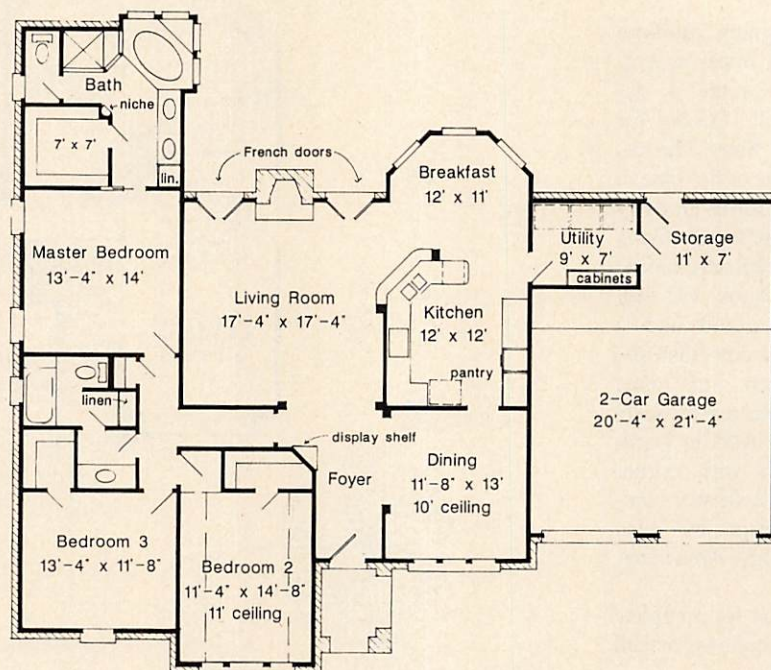 Bath
niche
7' x 7'
lin.
French doors
Breakfast
12' x 11'
Master Bedroom
13'-4" x 14'
Living Room
17'-4" x 17'-4"
Kitchen
12' x 12'
pantry
Utility
9' x 7'
cabinets
Storage
11' x 7'
2-Car Garage
20'-4" x 21'-4"
linen
display shelf
Foyer
Dining
11'-8" x 13'
10' ceiling
Bedroom 3
13'-4" x 11'-8"
Bedroom 2
11'-4" x 14'-8"
11' ceiling